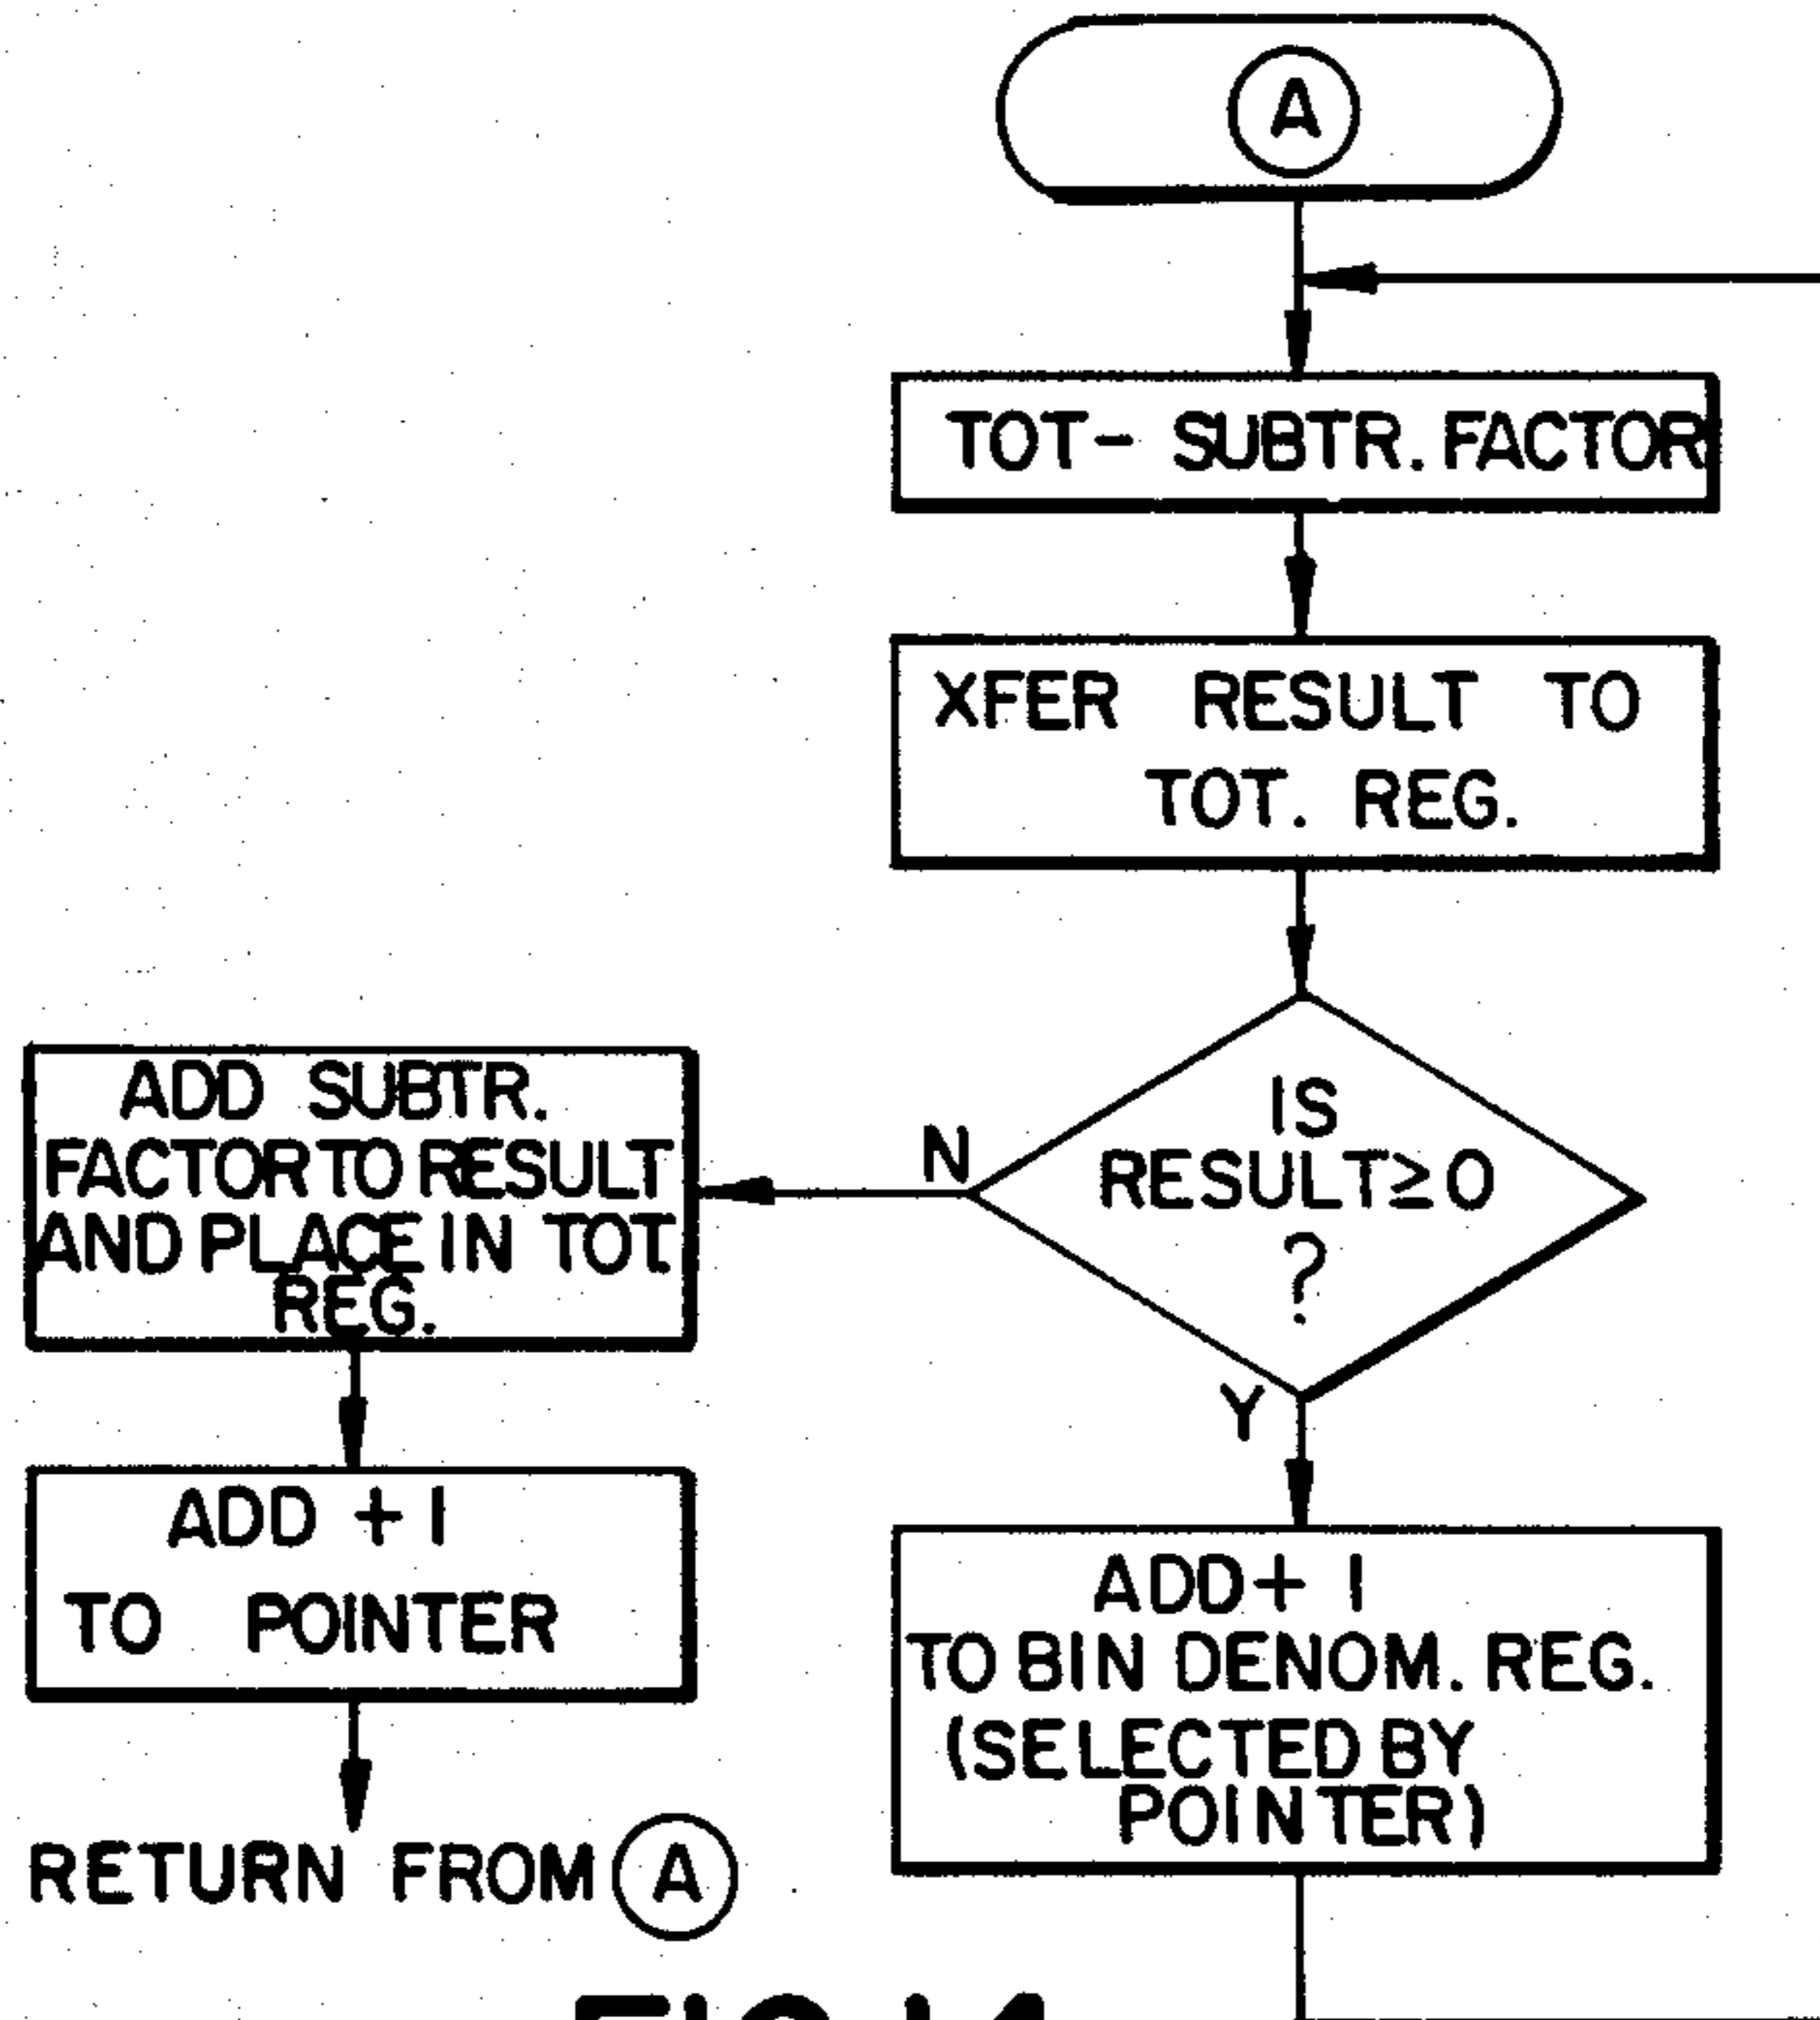 A
TOT- SUBTR. FACTOR
XFER RESULT TO
TOT. REG.
IS
RESULT≥0
?
N
Y
ADD SUBTR.
FACTOR TO RESULT
AND PLACE IN TOT
REG.
ADD +1
TO POINTER
RETURN FROM A
ADD+ 1
TO BIN DENOM. REG.
(SELECTED BY
POINTER)